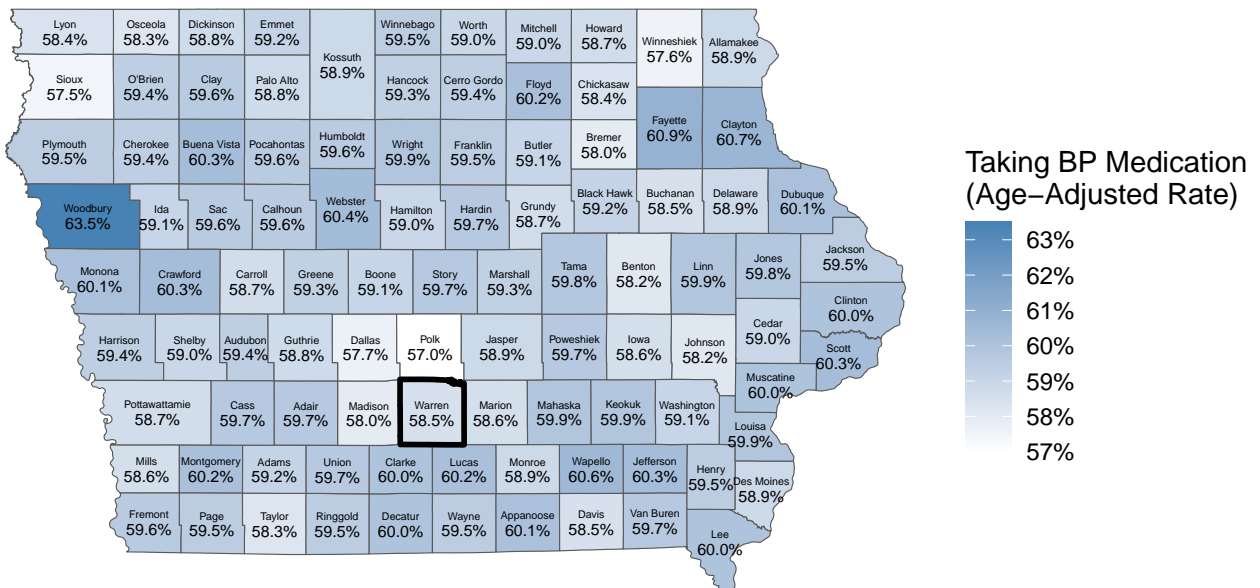 Lyon
58.4%
Osceola
58.3%
Dickinson
58.8%
Emmet
59.2%
Kossuth
58.9%
Winnebago
59.5%
Worth
59.0%
Mitchell
59.0%
Howard
58.7%
Winneshiek
57.6%
Allamakee
58.9%
Sioux
57.5%
O'Brien
59.4%
Clay
59.6%
Palo Alto
58.8%
Hancock
59.3%
Cerro Gordo
59.4%
Floyd
60.2%
Chickasaw
58.4%
Plymouth
59.5%
Cherokee
59.4%
Buena Vista
60.3%
Pocahontas
59.6%
Humboldt
59.6%
Wright
59.9%
Franklin
59.5%
Butler
59.1%
Bremer
58.0%
Fayette
60.9%
Clayton
60.7%
Woodbury
63.5%
Ida
59.1%
Sac
59.6%
Calhoun
59.6%
Webster
60.4%
Hamilton
59.0%
Hardin
59.7%
Grundy
58.7%
Black Hawk
59.2%
Buchanan
58.5%
Delaware
58.9%
Dubuque
60.1%
Monona
60.1%
Crawford
60.3%
Carroll
58.7%
Greene
59.3%
Boone
59.1%
Story
59.7%
Marshall
59.3%
Tama
59.8%
Benton
58.2%
Linn
59.9%
Jones
59.8%
Jackson
59.5%
Clinton
60.0%
Harrison
59.4%
Shelby
59.0%
Audubon
59.4%
Guthrie
58.8%
Dallas
57.7%
Polk
57.0%
Jasper
58.9%
Poweshiek
59.7%
Iowa
58.6%
Johnson
58.2%
Cedar
59.0%
Scott
60.3%
Muscatine
60.0%
Pottawattamie
58.7%
Cass
59.7%
Adair
59.7%
Madison
58.0%
Warren
58.5%
Marion
58.6%
Mahaska
59.9%
Keokuk
59.9%
Washington
59.1%
Louisa
59.9%
Mills
58.6%
Montgomery
60.2%
Adams
59.2%
Union
59.7%
Clarke
60.0%
Lucas
60.2%
Monroe
58.9%
Wapello
60.6%
Jefferson
60.3%
Henry
59.5%
Des Moines
58.9%
Fremont
59.6%
Page
59.5%
Taylor
58.3%
Ringgold
59.5%
Decatur
60.0%
Wayne
59.5%
Appanoose
60.1%
Davis
58.5%
Van Buren
59.7%
Lee
60.0%
Taking BP Medication
(Age−Adjusted Rate)
63%
62%
61%
60%
59%
58%
57%